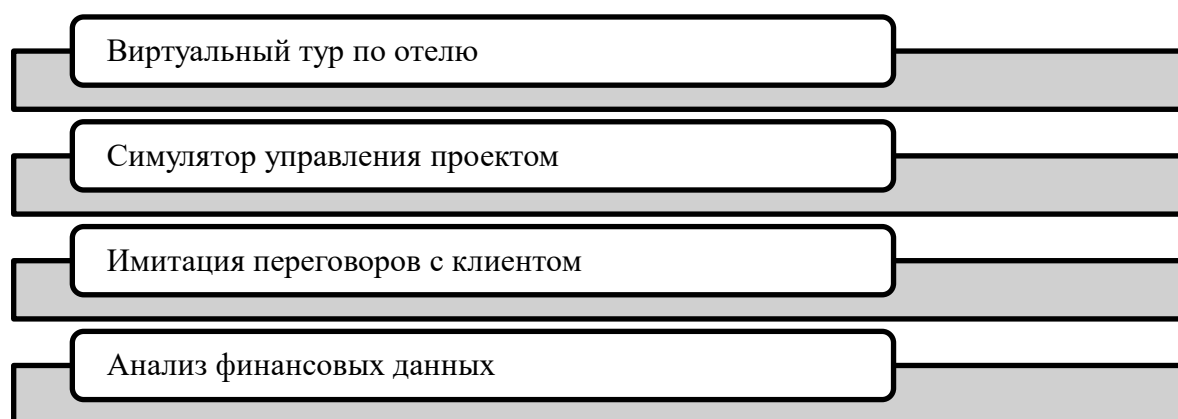 Виртуальный тур по отелю
Симулятор управления проектом
Имитация переговоров с клиентом
Анализ финансовых данных